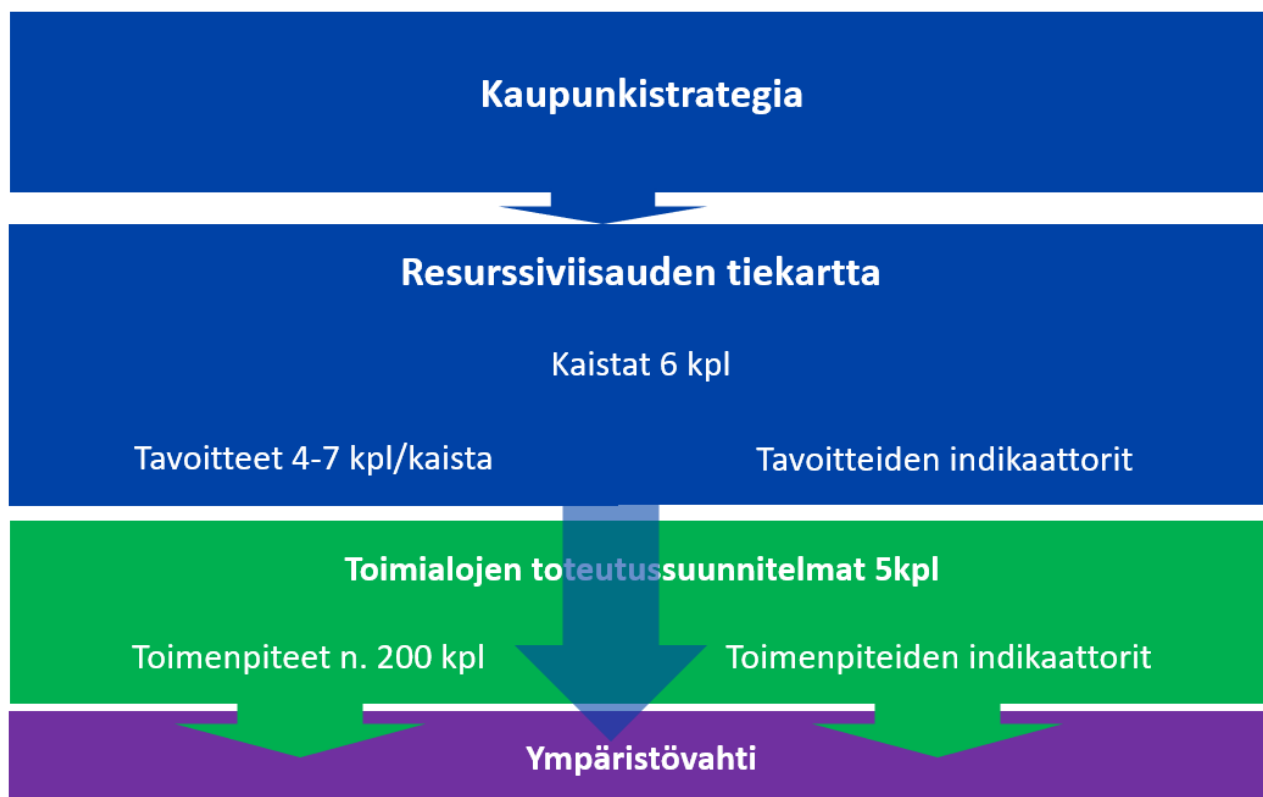 Kaupunkistrategia
Resurssiviisauden tiekartta
Kaistat 6 kpl
Tavoitteet 4-7 kpl/kaista
Tavoitteiden indikaattorit
Toimialojen toteutussuunnitelmat 5kpl
Toimenpiteet n. 200 kpl
Toimenpiteiden indikaattorit
Ympäristövahti